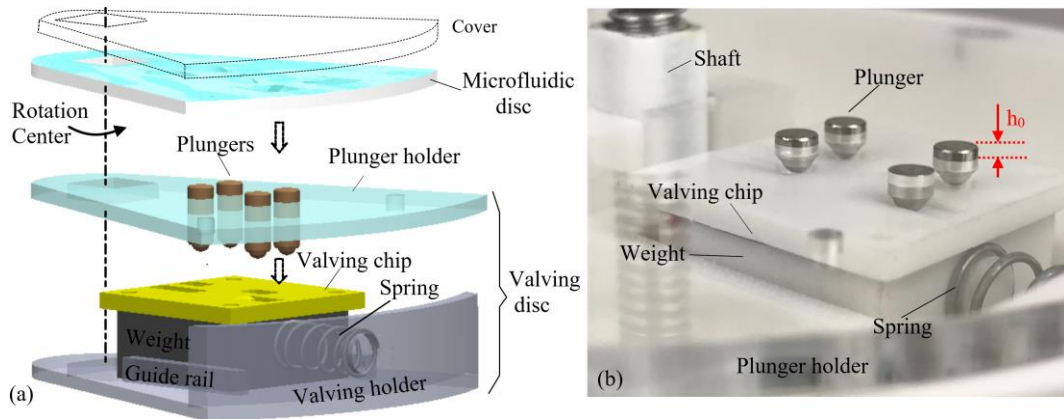 Cover
Microfluidic
disc
Rotation
Center
Plungers
Plunger holder
Valving chip
Spring
Valving
disc
Weight
Guide rail
Valving holder
(a)
Shaft
Plunger
h₀
Valving chip
Weight
Spring
Plunger holder
(b)